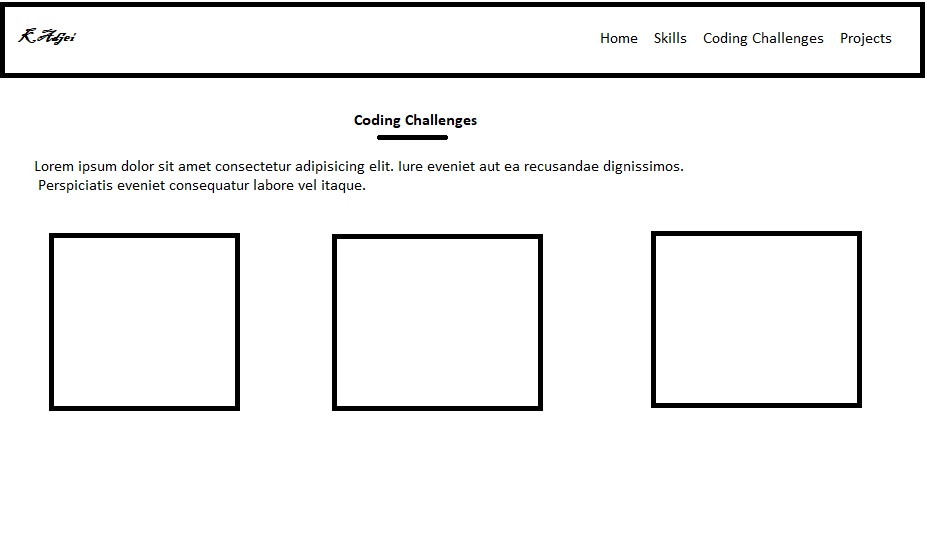 K. Adjei
Home Skills Coding Challenges Projects
Coding Challenges
Lorem ipsum dolor sit amet consectetur adipisicing elit. Iure eveniet aut ea recusandae dignissimos.
Perspiciatis eveniet consequatur labore vel itaque.